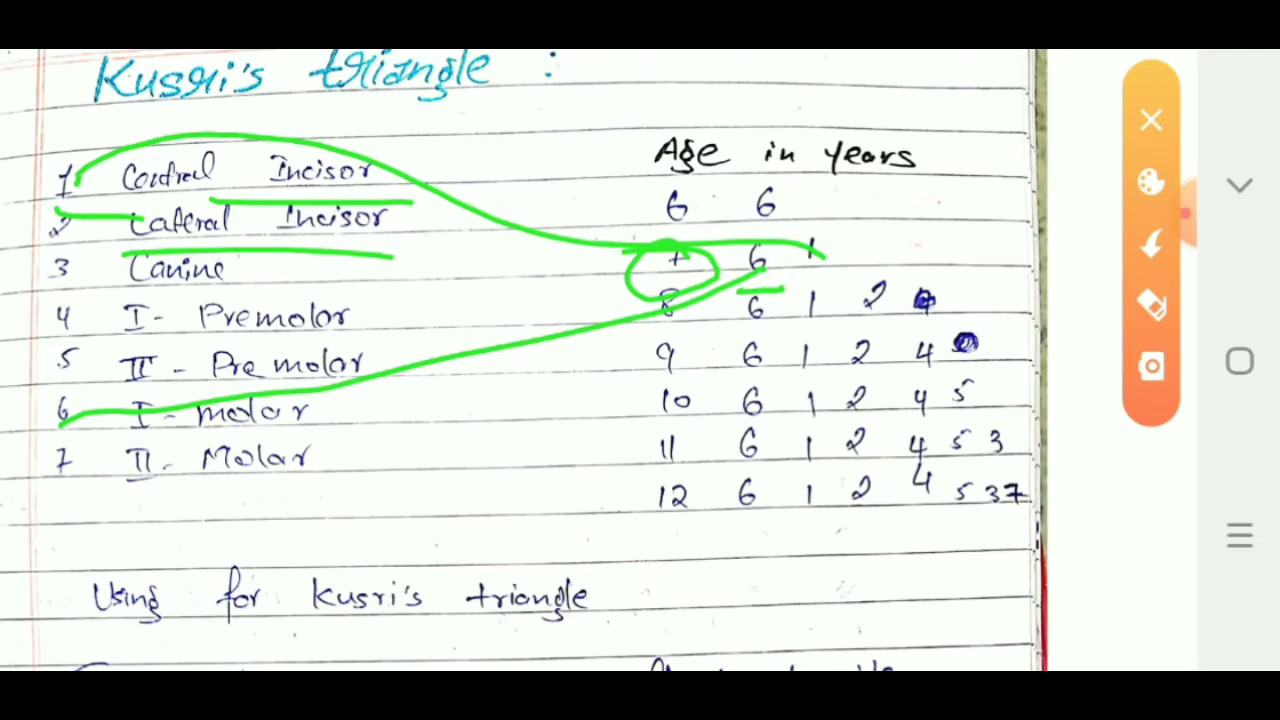 Kusri's triangle :
Age in years
1 Central Incisor
6 6
2 Lateral Incisor
7 6 1
3 Canine
8 6 1 2
4 I - Premolar
9 6 1 2 4
5 II - Pre molar
10 6 1 2 4 5
6 I - molar
11 6 1 2 4 5 3
7 II - Molar
12 6 1 2 4 5 3 7
Using for Kusri's triangle